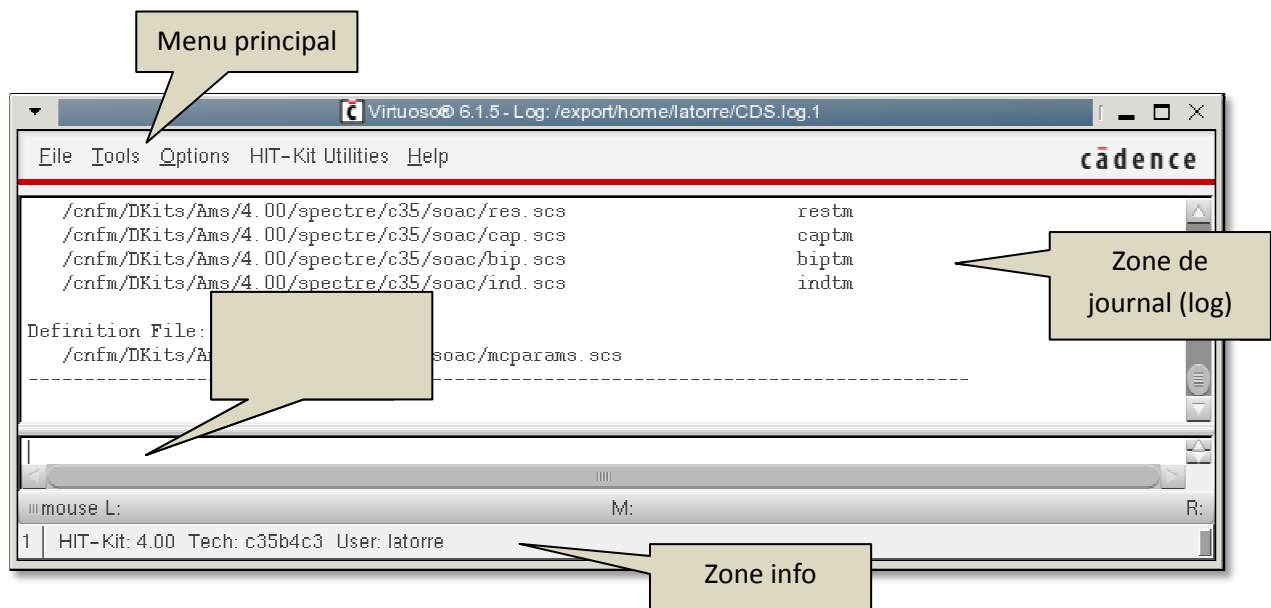 Menu principal
Virtuoso® 6.1.5 - Log: /export/home/latorre/CDS.log.1
File Tools Options HIT-Kit Utilities Help
cādence
/cnfm/DKits/Ams/4.00/spectre/c35/soac/res.scs restm
/cnfm/DKits/Ams/4.00/spectre/c35/soac/cap.scs captm
/cnfm/DKits/Ams/4.00/spectre/c35/soac/bip.scs biptm
/cnfm/DKits/Ams/4.00/spectre/c35/soac/ind.scs indtm
Zone de
journal (log)
Definition File:
/cnfm/DKits/Am soac/mcparams.scs
--------------------------------------------------------------------------------
mouse L: M: R:
1 HIT-Kit: 4.00 Tech: c35b4c3 User: latorre
Zone info